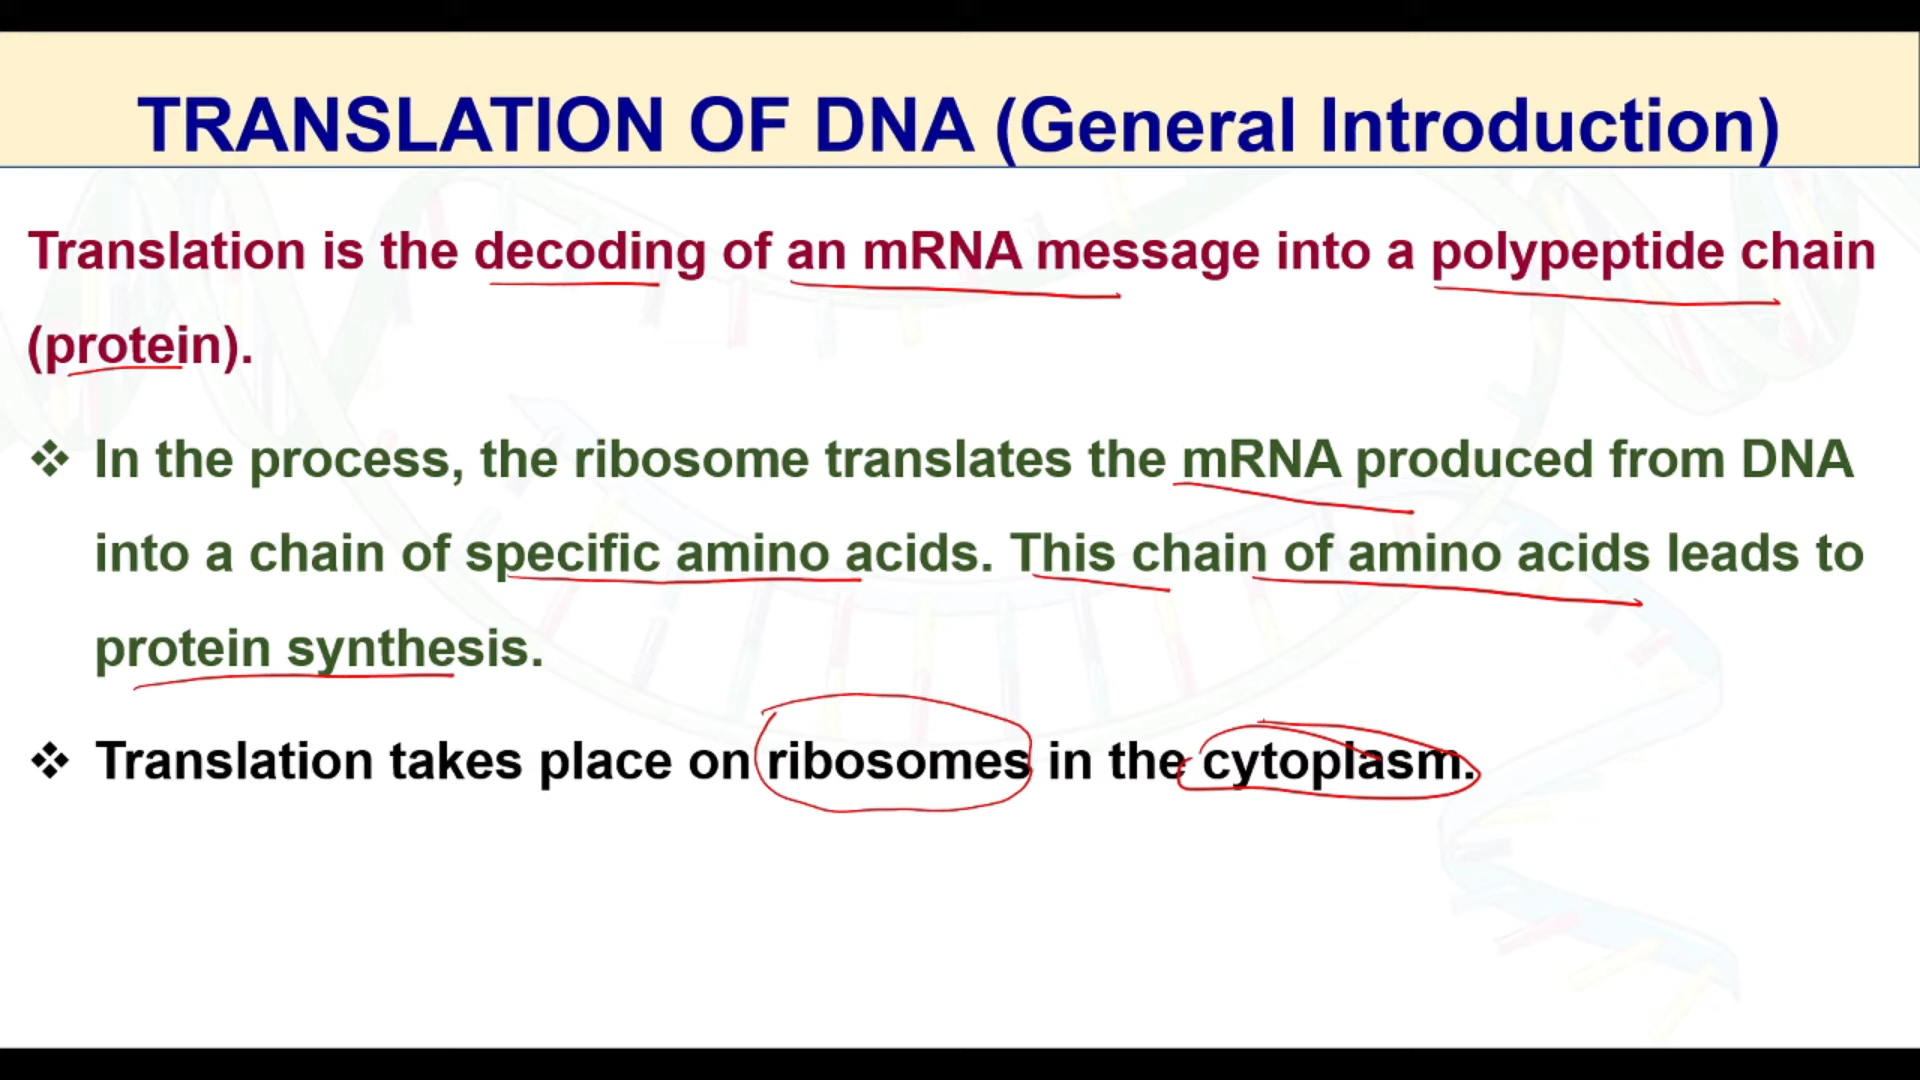 TRANSLATION OF DNA (General Introduction)
Translation is the decoding of an mRNA message into a polypeptide chain
(protein).
❖ In the process, the ribosome translates the mRNA produced from DNA
into a chain of specific amino acids. This chain of amino acids leads to
protein synthesis.
❖ Translation takes place on ribosomes in the cytoplasm.